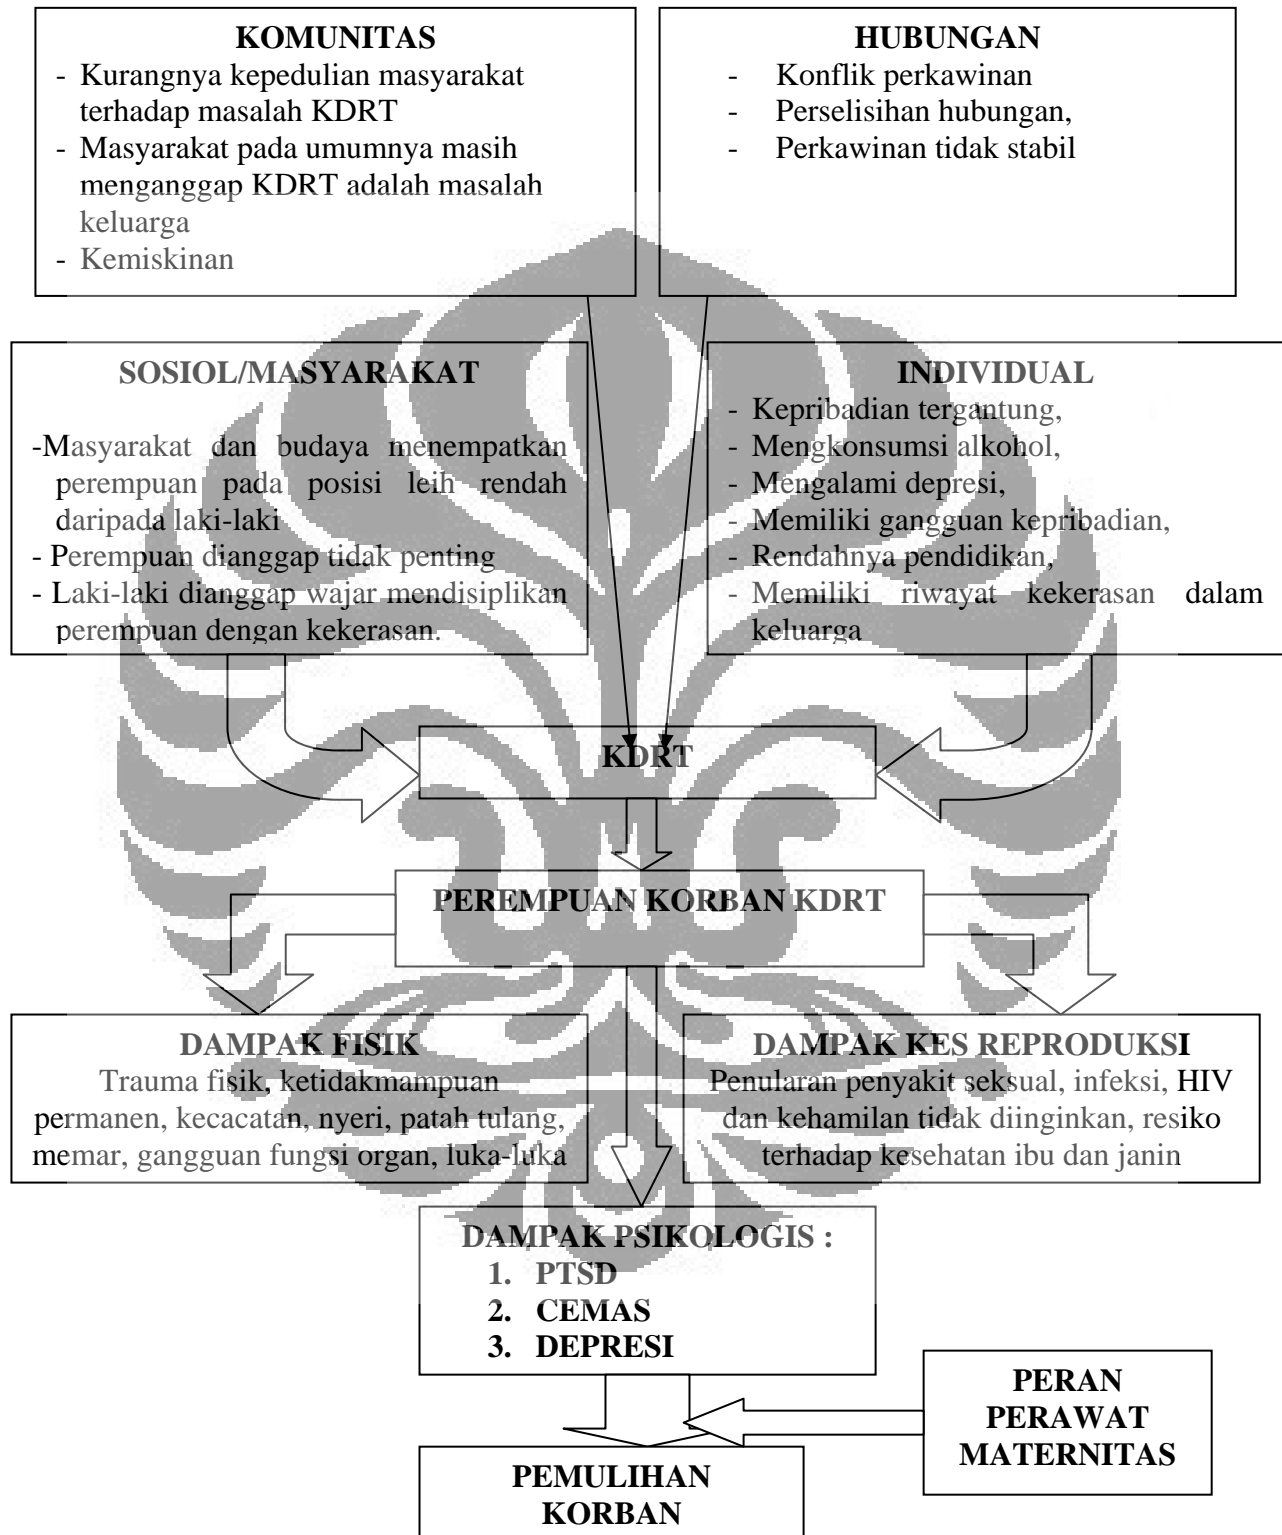 KOMUNITAS
- Kurangnya kepedulian masyarakat
terhadap masalah KDRT
- Masyarakat pada umumnya masih
menganggap KDRT adalah masalah
keluarga
- Kemiskinan
HUBUNGAN
- Konflik perkawinan
- Perselisihan hubungan,
- Perkawinan tidak stabil
SOSIOL/MASYARAKAT
-Masyarakat dan budaya menempatkan
perempuan pada posisi leih rendah
daripada laki-laki
- Perempuan dianggap tidak penting
- Laki-laki dianggap wajar mendisiplikan
perempuan dengan kekerasan.
INDIVIDUAL
- Kepribadian tergantung,
- Mengkonsumsi alkohol,
- Mengalami depresi,
- Memiliki gangguan kepribadian,
- Rendahnya pendidikan,
- Memiliki riwayat kekerasan dalam
keluarga
KDRT
PEREMPUAN KORBAN KDRT
DAMPAK FISIK
Trauma fisik, ketidakmampuan
permanen, kecacatan, nyeri, patah tulang,
memar, gangguan fungsi organ, luka-luka
DAMPAK KES REPRODUKSI
Penularan penyakit seksual, infeksi, HIV
dan kehamilan tidak diinginkan, resiko
terhadap kesehatan ibu dan janin
DAMPAK PSIKOLOGIS :
1. PTSD
2. CEMAS
3. DEPRESI
PERAN
PERAWAT
MATERNITAS
PEMULIHAN
KORBAN